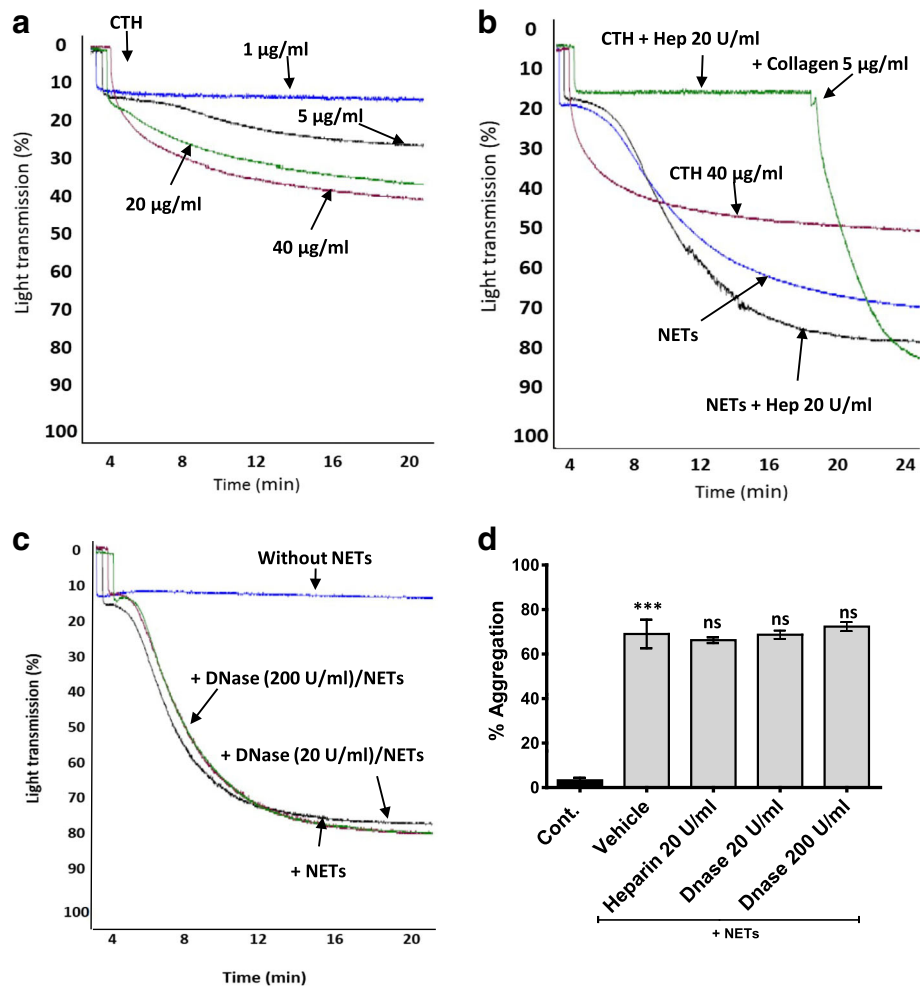 a
CTH
1 µg/ml
5 µg/ml
20 µg/ml
40 µg/ml
Light transmission (%)
0
10
20
30
40
50
60
70
80
90
100
4 8 12 16 20
Time (min)
b
CTH + Hep 20 U/ml
+ Collagen 5 µg/ml
CTH 40 µg/ml
NETs
NETs + Hep 20 U/ml
Light transmission (%)
0
10
20
30
40
50
60
70
80
90
100
4 8 12 16 20 24
Time (min)
c
Without NETs
+ DNase (200 U/ml)/NETs
+ DNase (20 U/ml)/NETs
+ NETs
Light transmission (%)
0
10
20
30
40
50
60
70
80
90
100
4 8 12 16 20
Time (min)
d
% Aggregation
100
80
60
40
20
0
*** ns ns ns
Cont.
Vehicle
Heparin 20 U/ml
Dnase 20 U/ml
Dnase 200 U/ml
+ NETs